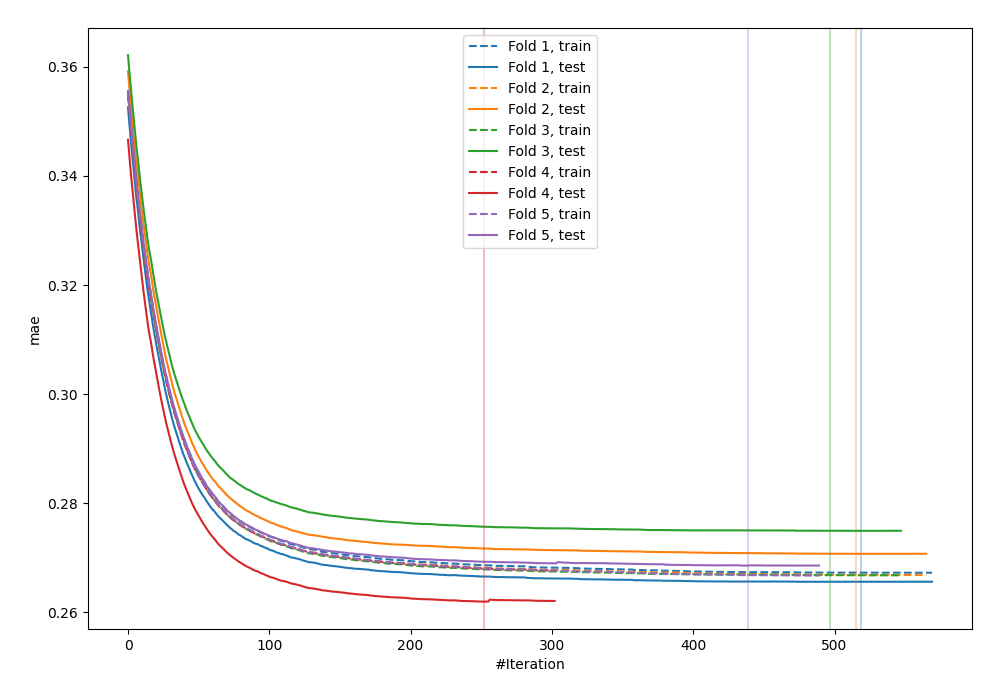 0.36
0.34
0.32
0.30
0.28
0.26
mae
Fold 1, train
Fold 1, test
Fold 2, train
Fold 2, test
Fold 3, train
Fold 3, test
Fold 4, train
Fold 4, test
Fold 5, train
Fold 5, test
0 100 200 300 400 500
#Iteration